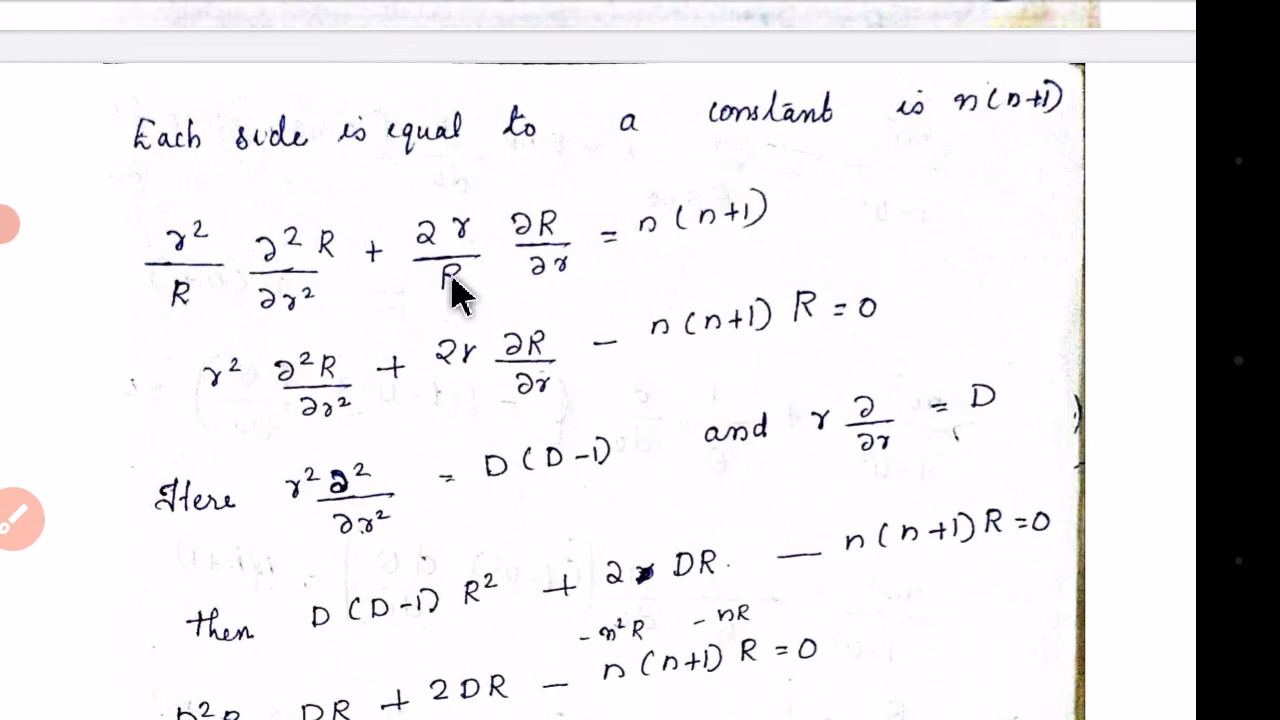 Each side is equal to a constant is n(n+1)
r²/R ∂²R/∂r² + 2r/R ∂R/∂r = n(n+1)
r² ∂²R/∂r² + 2r ∂R/∂r − n(n+1) R = 0
Here r²∂²/∂r² = D(D-1) and r ∂/∂r = D
then D(D-1) R² + 2 DR. − n(n+1)R = 0
-n²R - nR
DR + 2DR − n(n+1) R = 0